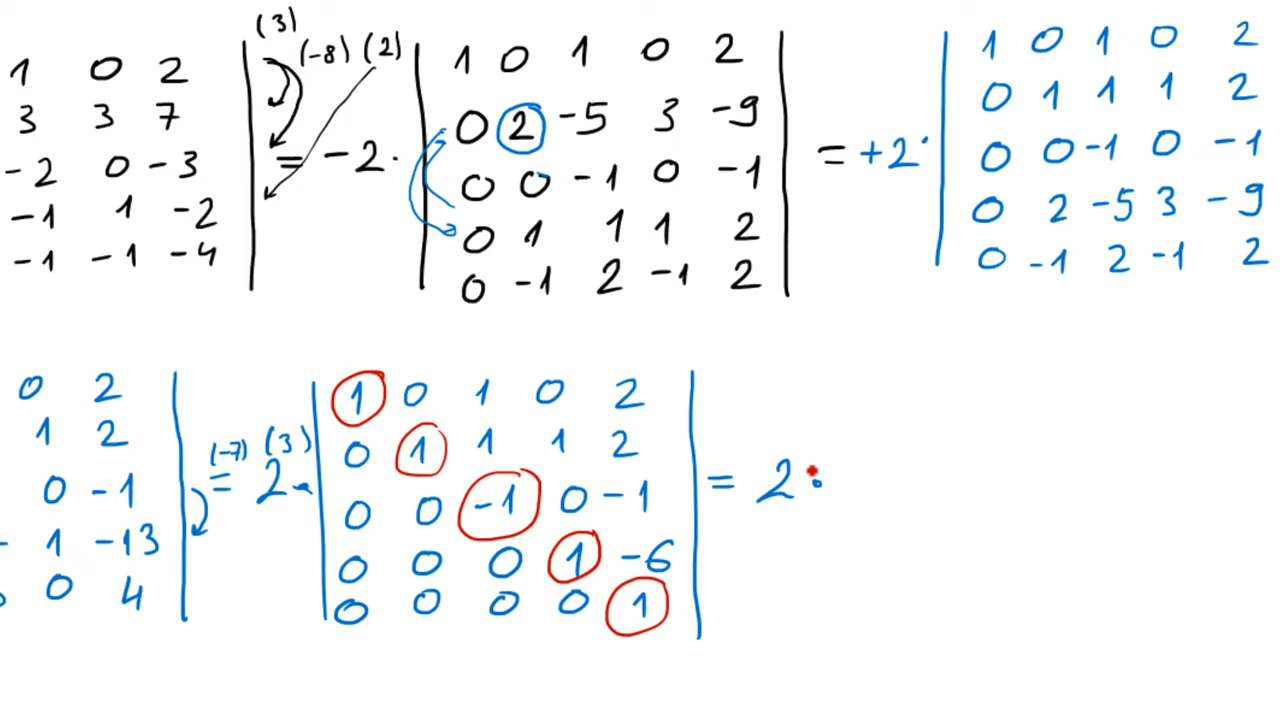 (3)
(-8) (2)
1 0 2
3 3 7
-2 0 -3
-1 1 -2
-1 -1 -4
= -2 ·
1 0 1 0 2
0 2 -5 3 -9
0 0 -1 0 -1
0 1 1 1 2
0 -1 2 -1 2
= +2 ·
1 0 1 0 2
0 1 1 1 2
0 0 -1 0 -1
0 2 -5 3 -9
0 -1 2 -1 2
0 2
1 2
0 -1
1 -13
0 4
(-7) (3)
= 2 ·
1 0 1 0 2
0 1 1 1 2
0 0 -1 0 -1
0 0 0 1 -6
0 0 0 0 1
= 2 ·